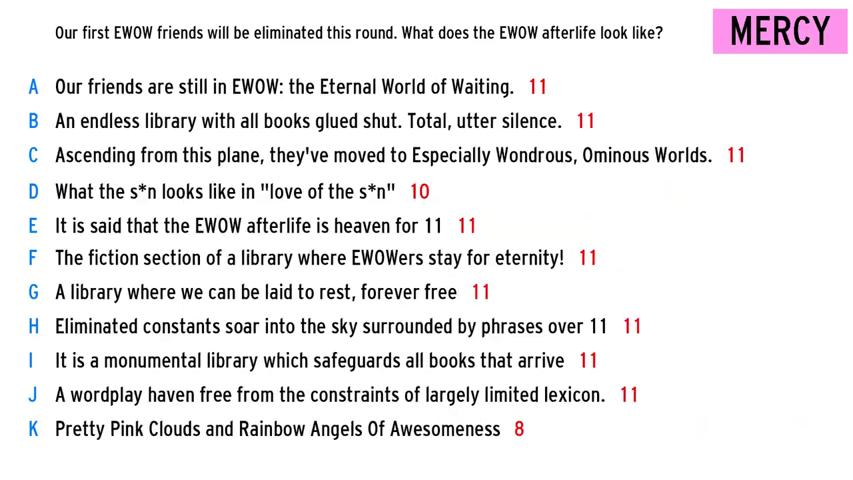 Our first EWOW friends will be eliminated this round. What does the EWOW afterlife look like?
MERCY
A Our friends are still in EWOW: the Eternal World of Waiting. 11
B An endless library with all books glued shut. Total, utter silence. 11
C Ascending from this plane, they've moved to Especially Wondrous, Ominous Worlds. 11
D What the s*n looks like in "love of the s*n" 10
E It is said that the EWOW afterlife is heaven for 11 11
F The fiction section of a library where EWOWers stay for eternity! 11
G A library where we can be laid to rest, forever free 11
H Eliminated constants soar into the sky surrounded by phrases over 11 11
I It is a monumental library which safeguards all books that arrive 11
J A wordplay haven free from the constraints of largely limited lexicon. 11
K Pretty Pink Clouds and Rainbow Angels Of Awesomeness 8